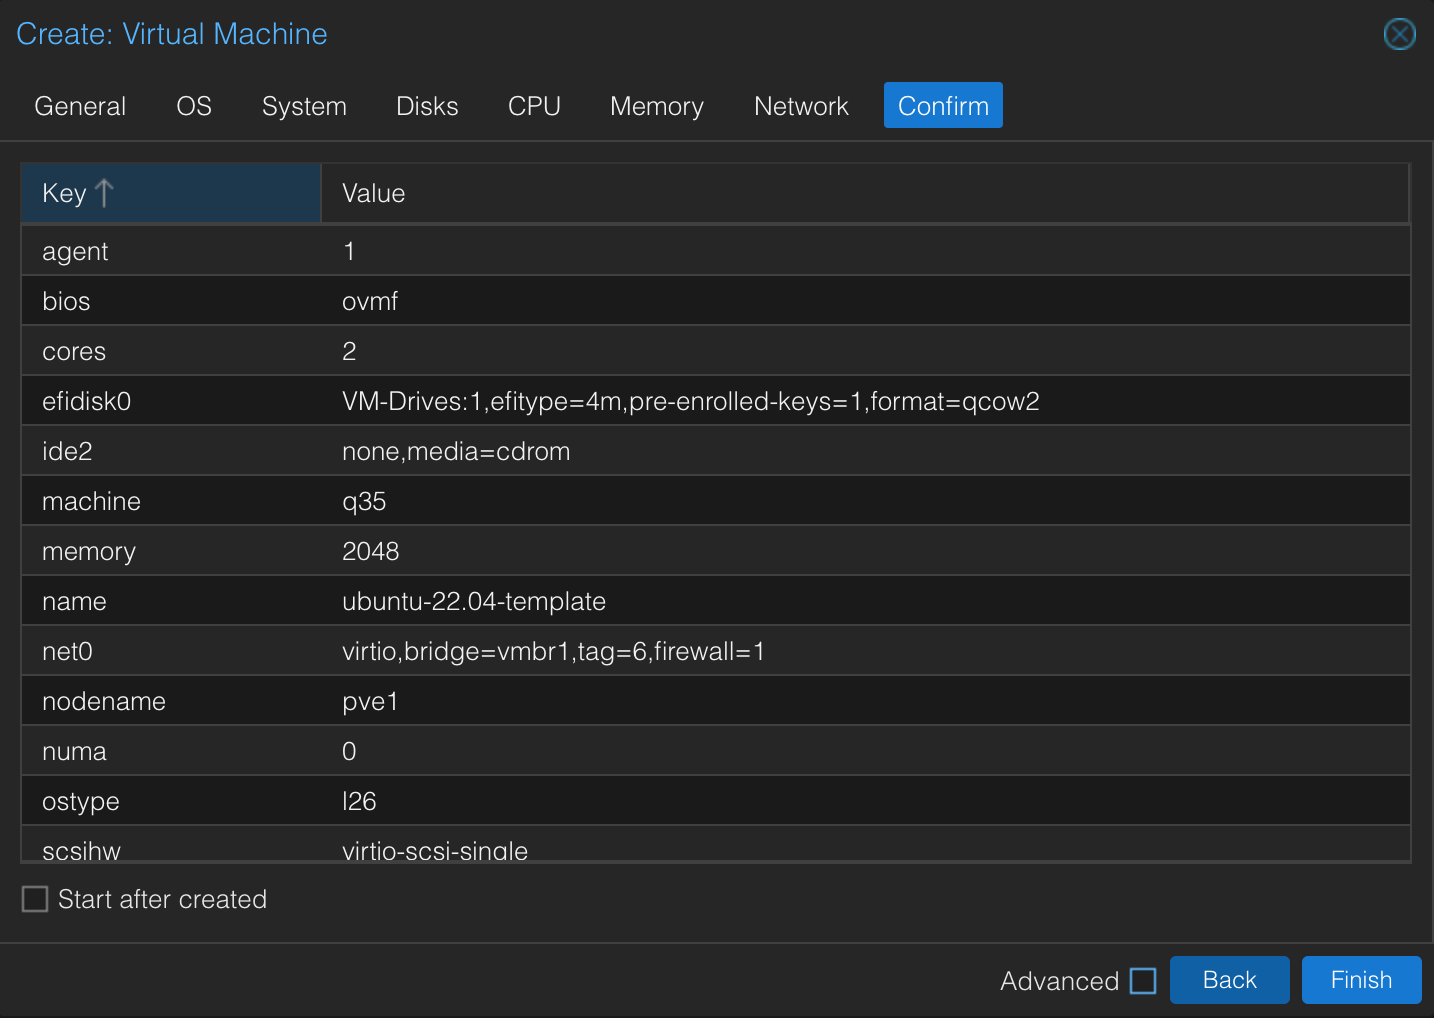 Create: Virtual Machine
General OS System Disks CPU Memory Network Confirm
Key Value
agent 1
bios ovmf
cores 2
efidisk0 VM-Drives:1,efitype=4m,pre-enrolled-keys=1,format=qcow2
ide2 none,media=cdrom
machine q35
memory 2048
name ubuntu-22.04-template
net0 virtio,bridge=vmbr1,tag=6,firewall=1
nodename pve1
numa 0
ostype l26
scsihw virtio-scsi-single
Start after created
Advanced Back Finish